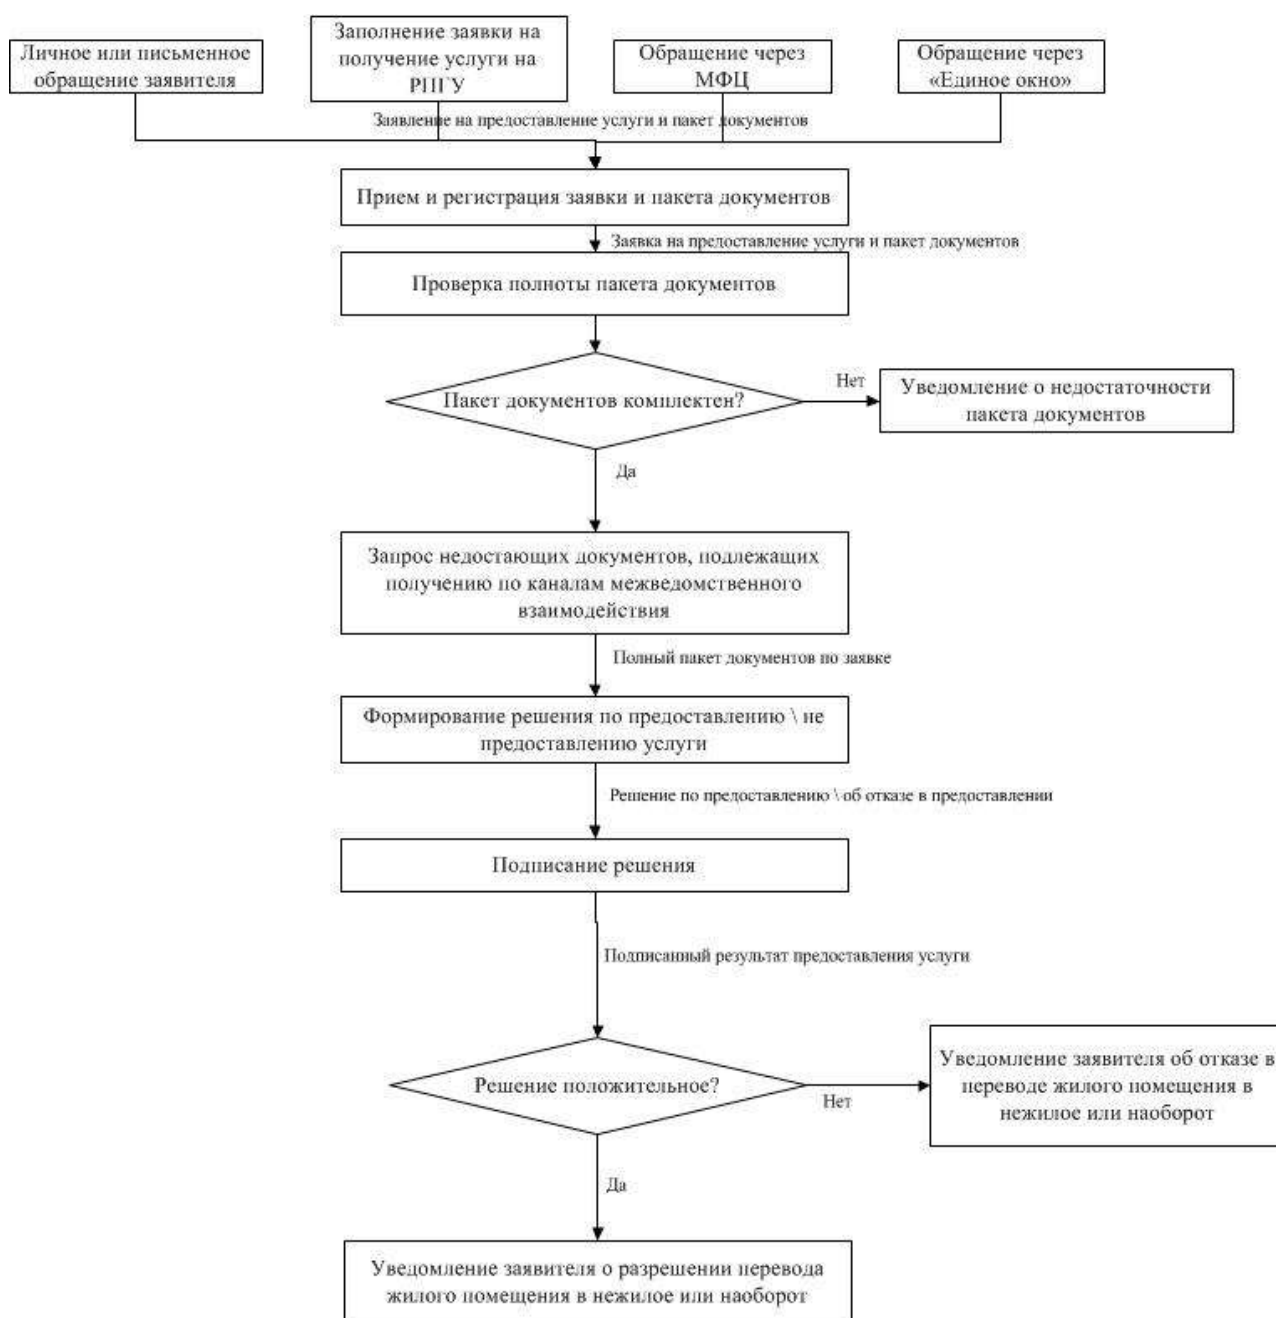 Личное или письменное
обращение заявителя
Заполнение заявки на
получение услуги на
РПГУ
Обращение через
МФЦ
Обращение через
«Единое окно»
Заявление на предоставление услуги и пакет документов
Прием и регистрация заявки и пакета документов
Заявка на предоставление услуги и пакет документов
Проверка полноты пакета документов
Пакет документов комплектен?
Нет
Уведомление о недостаточности
пакета документов
Да
Запрос недостающих документов, подлежащих
получению по каналам межведомственного
взаимодействия
Полный пакет документов по заявке
Формирование решения по предоставлению \ не
предоставлению услуги
Решение по предоставлению \ об отказе в предоставлении
Подписание решения
Подписанный результат предоставления услуги
Решение положительное?
Нет
Уведомление заявителя об отказе в
переводе жилого помещения в
нежилое или наоборот
Да
Уведомление заявителя о разрешении перевода
жилого помещения в нежилое или наоборот